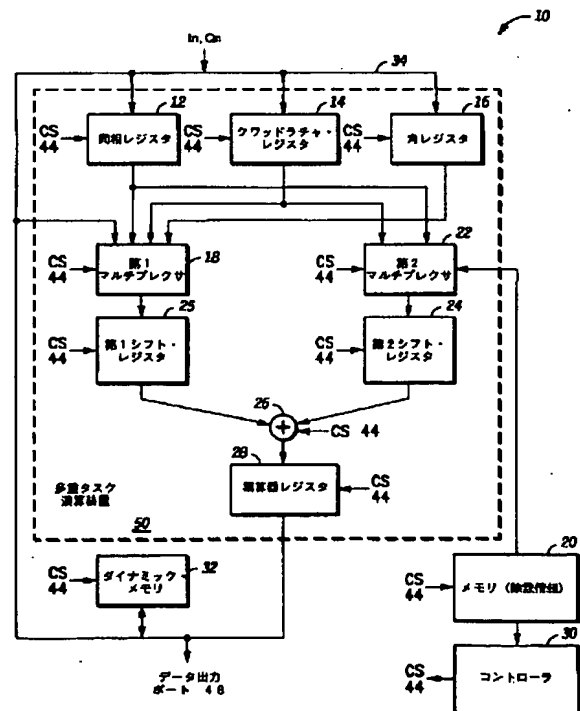 10
In, Qn
34
12
14
16
CS
44
同相レジスタ
CS
44
クワッドラチャ・
レジスタ
CS
44
角レジスタ
18
22
CS
44
第1
マルチプレクサ
CS
44
第2
マルチプレクサ
25
24
CS
44
第1シフト・
レジスタ
CS
44
第2シフト・
レジスタ
26
+
CS 44
28
積算器レジスタ
CS
44
多重タスク
演算装置
50
32
20
CS
44
ダイナミック
メモリ
CS
44
メモリ
30
CS
44
コントローラ
データ出力
ポート 48